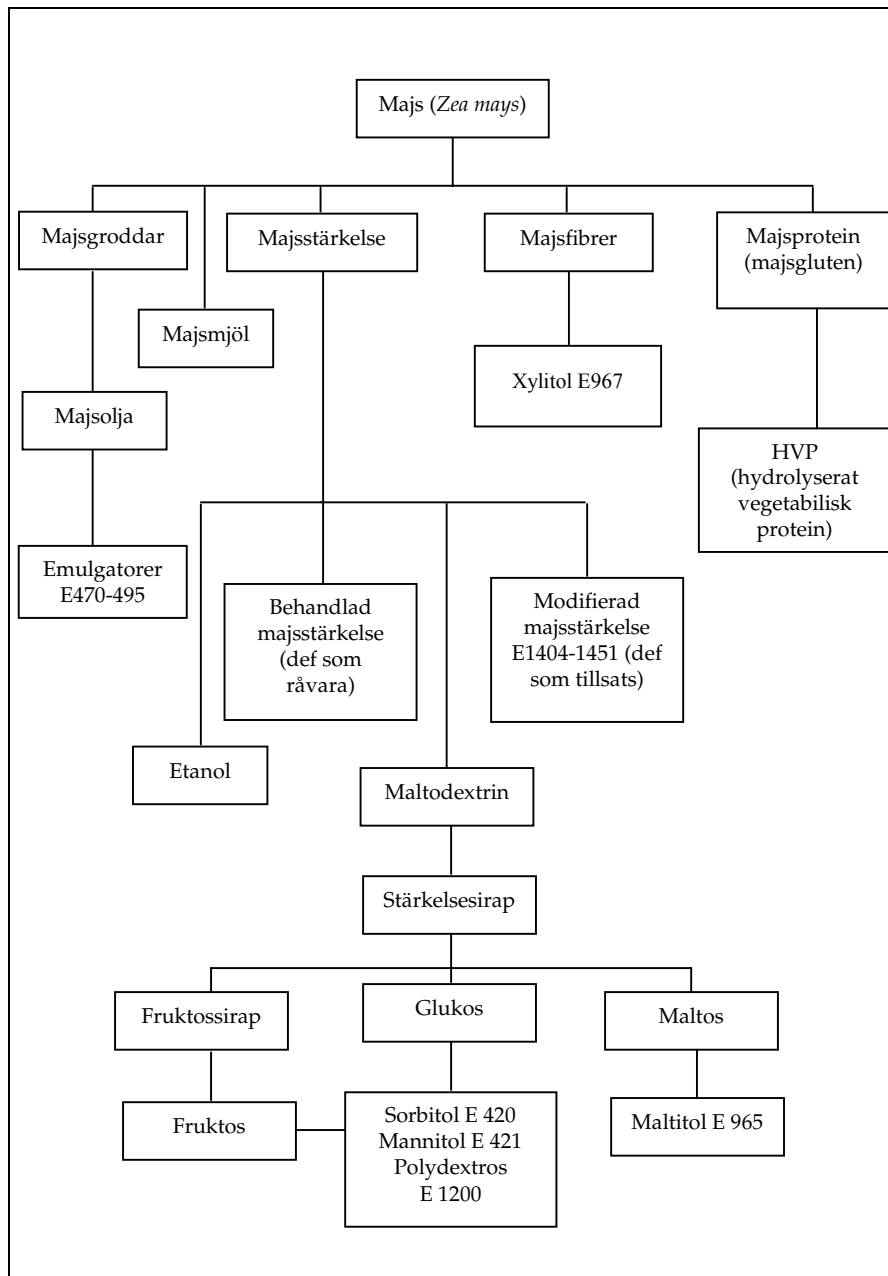 Majs (Zea mays)
Majsgroddar
Majsstärkelse
Majsfibrer
Majsprotein
(majsgluten)
Majsmjöl
Xylitol E967
Majsolja
HVP
(hydrolyserat
vegetabilisk
protein)
Emulgatorer
E470-495
Behandlad
majsstärkelse
(def som
råvara)
Modifierad
majsstärkelse
E1404-1451 (def
som tillsats)
Etanol
Maltodextrin
Stärkelsesirap
Fruktossirap
Glukos
Maltos
Fruktos
Sorbitol E 420
Mannitol E 421
Polydextros
E 1200
Maltitol E 965